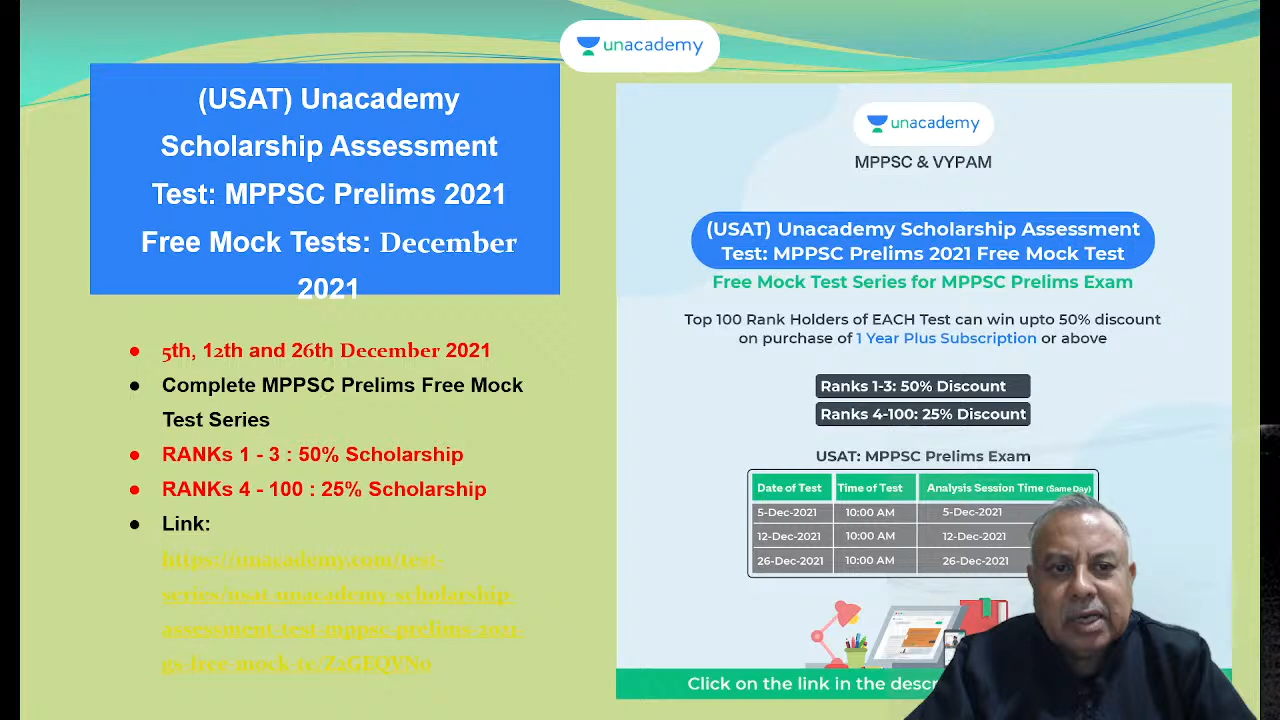 unacademy
(USAT) Unacademy
Scholarship Assessment
Test: MPPSC Prelims 2021
Free Mock Tests: December
2021
5th, 12th and 26th December 2021
Complete MPPSC Prelims Free Mock
Test Series
RANKs 1 - 3 : 50% Scholarship
RANKs 4 - 100 : 25% Scholarship
Link:
https://unacademy.com/test-
series/usat-unacademy-scholarship-
assessment-test-mppsc-prelims-2021-
gs-free-mock-te/Z2GEQVN0
unacademy
MPPSC & VYPAM
(USAT) Unacademy Scholarship Assessment
Test: MPPSC Prelims 2021 Free Mock Test
Free Mock Test Series for MPPSC Prelims Exam
Top 100 Rank Holders of EACH Test can win upto 50% discount
on purchase of 1 Year Plus Subscription or above
Ranks 1-3: 50% Discount
Ranks 4-100: 25% Discount
USAT: MPPSC Prelims Exam
Date of Test Time of Test Analysis Session Time (Same Day)
5-Dec-2021 10:00 AM 5-Dec-2021
12-Dec-2021 10:00 AM 12-Dec-2021
26-Dec-2021 10:00 AM 26-Dec-2021
Click on the link in the